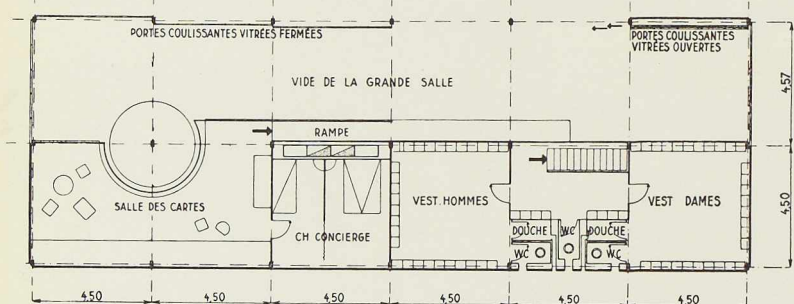 PORTES COULISSANTES VITRÉES FERMÉES
PORTES COULISSANTES
VITRÉES OUVERTES
VIDE DE LA GRANDE SALLE
4,57
RAMPE
SALLE DES CARTES
CH CONCIERGE
VEST. HOMMES
VEST DAMES
4,50
DOUCHE
WC
DOUCHE
WC
WC
4.50
4.50
4.50
4.50
4.50
4.50